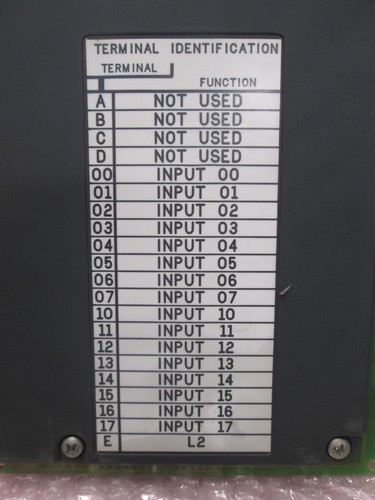 TERMINAL IDENTIFICATION
TERMINAL
FUNCTION
A NOT USED
B NOT USED
C NOT USED
D NOT USED
00 INPUT 00
01 INPUT 01
02 INPUT 02
03 INPUT 03
04 INPUT 04
05 INPUT 05
06 INPUT 06
07 INPUT 07
10 INPUT 10
11 INPUT 11
12 INPUT 12
13 INPUT 13
14 INPUT 14
15 INPUT 15
16 INPUT 16
17 INPUT 17
E L2